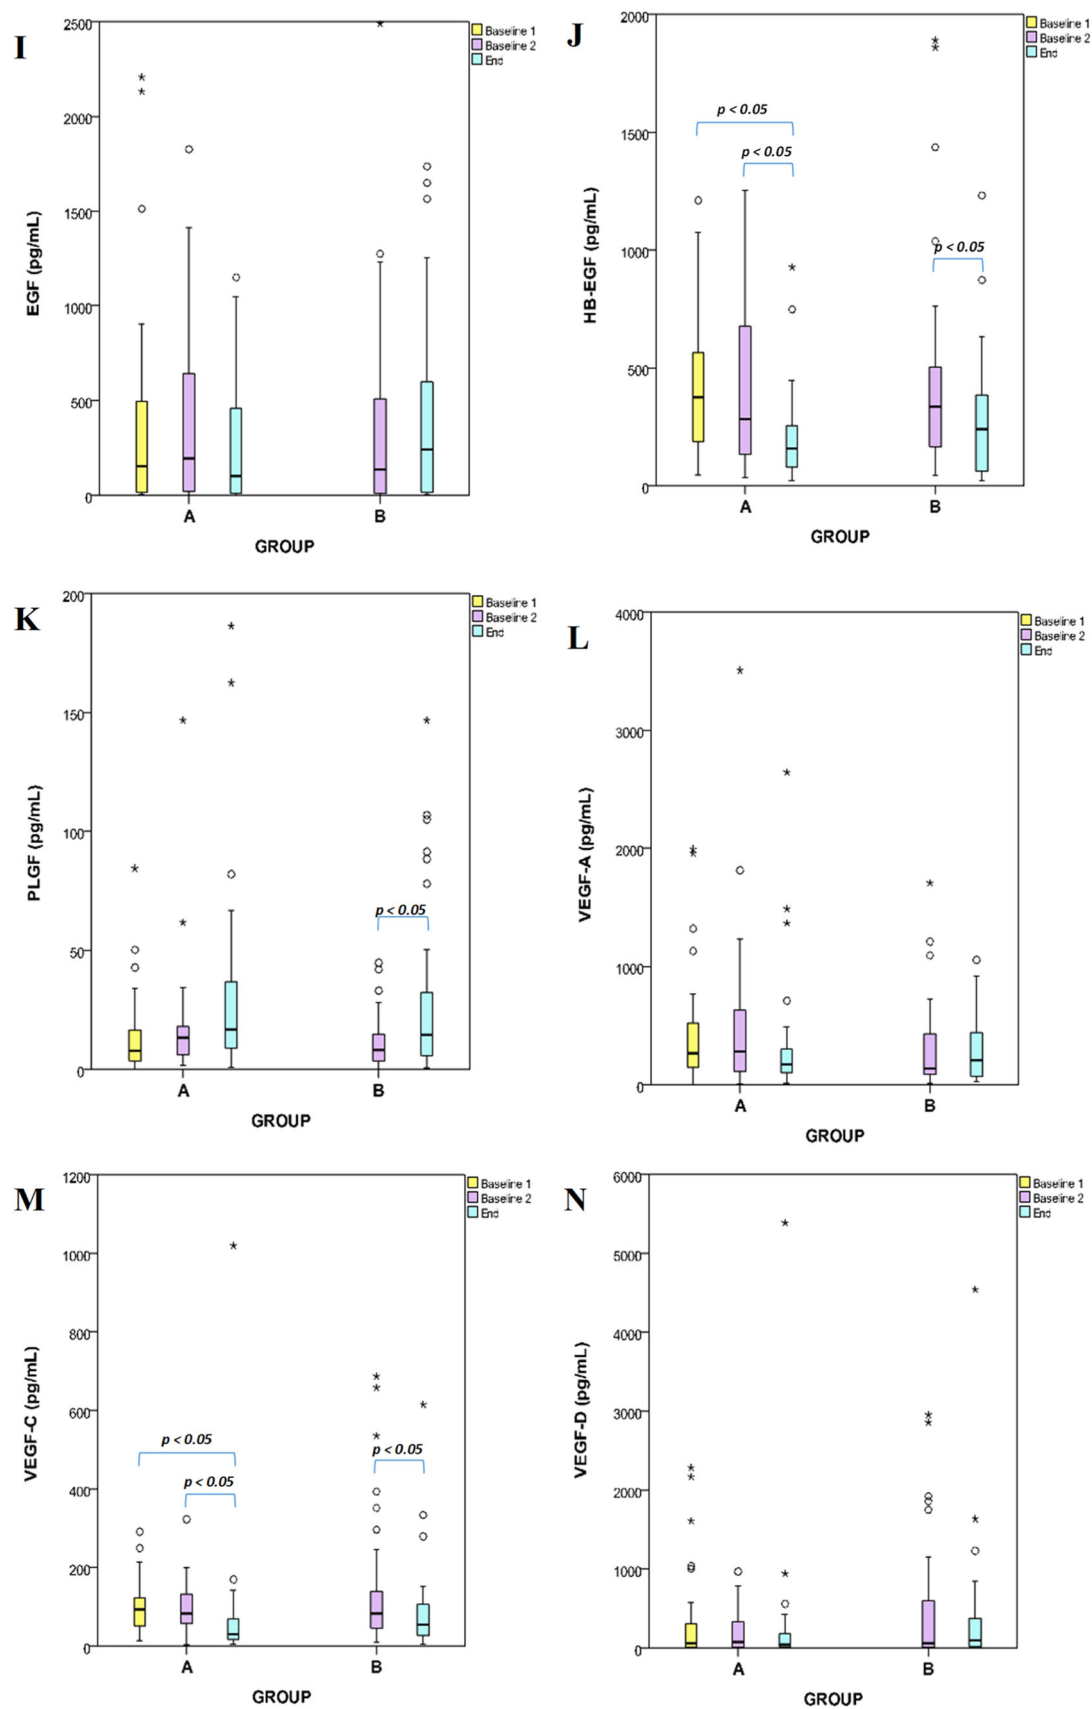 I
2500
2000
1500
1000
500
0
EGF (pg/mL)
A
B
GROUP
Baseline 1
Baseline 2
End
J
2000
1500
1000
500
0
HB-EGF (pg/mL)
p < 0.05
p < 0.05
p < 0.05
A
B
GROUP
Baseline 1
Baseline 2
End
K
200
150
100
50
0
PLGF (pg/mL)
p < 0.05
A
B
GROUP
Baseline 1
Baseline 2
End
L
4000
3000
2000
1000
0
VEGF-A (pg/mL)
A
B
GROUP
Baseline 1
Baseline 2
End
M
1200
1000
800
600
400
200
0
VEGF-C (pg/mL)
p < 0.05
p < 0.05
p < 0.05
A
B
GROUP
Baseline 1
Baseline 2
End
N
6000
5000
4000
3000
2000
1000
0
VEGF-D (pg/mL)
A
B
GROUP
Baseline 1
Baseline 2
End